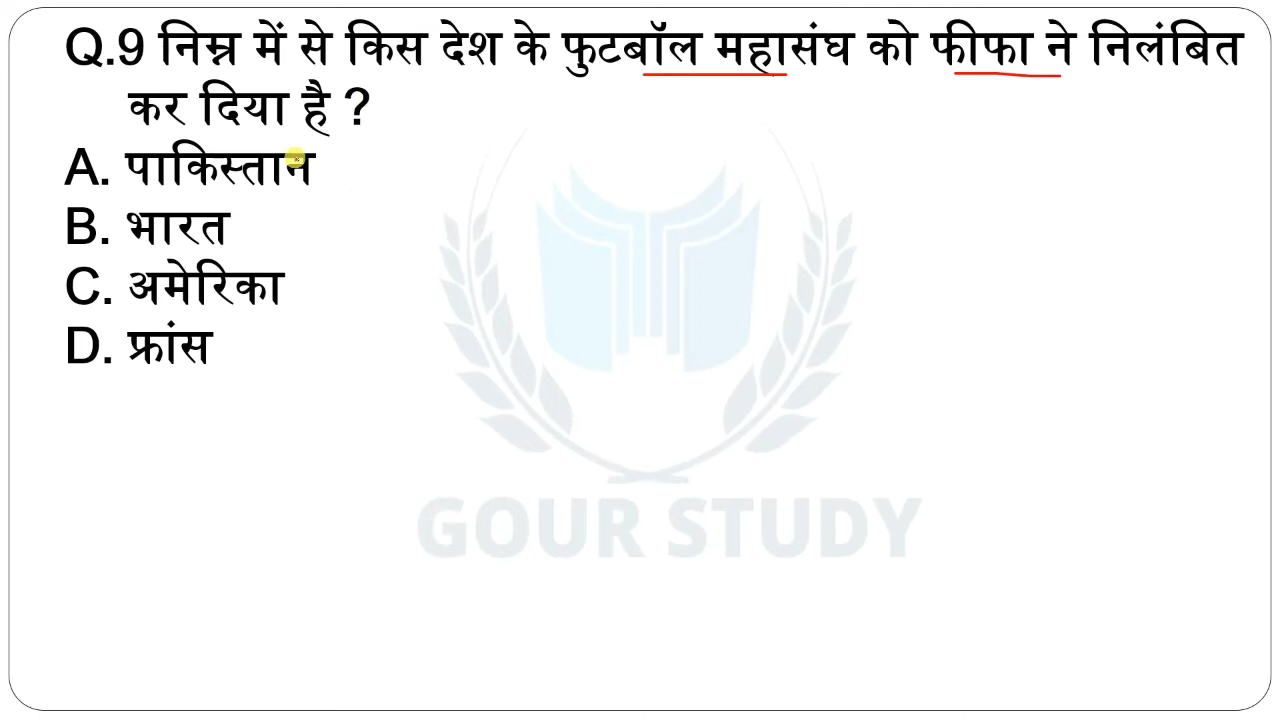 Q.9 निम्न में से किस देश के फुटबॉल महासंघ को फीफा ने निलंबित
कर दिया है ?
A. पाकिस्तान
B. भारत
C. अमेरिका
D. फ्रांस
GOUR STUDY